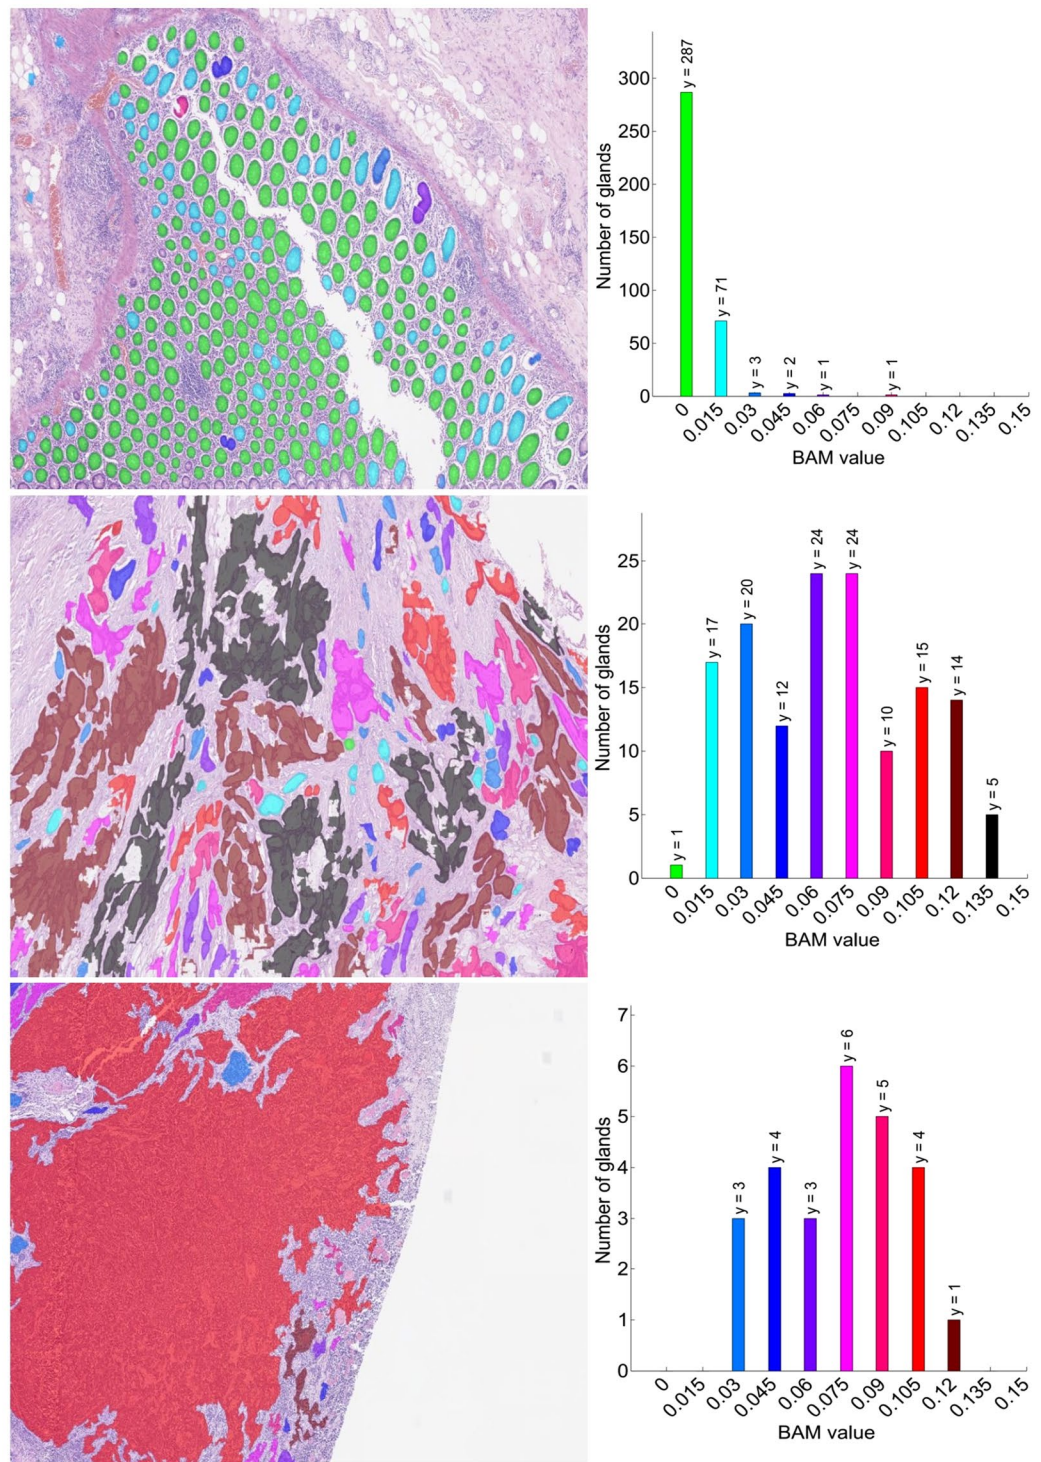 y = 287
300
250
200
150
100
50
0
Number of glands
y = 71
y = 3
y = 2
y = 1
y = 1
0
0.015
0.03
0.045
0.06
0.075
0.09
0.105
0.12
0.135
0.15
BAM value
25
20
15
10
5
0
Number of glands
y = 1
y = 17
y = 20
y = 12
y = 24
y = 24
y = 10
y = 15
y = 14
y = 5
0
0.015
0.03
0.045
0.06
0.075
0.09
0.105
0.12
0.135
0.15
BAM value
7
6
5
4
3
2
1
0
Number of glands
y = 3
y = 4
y = 3
y = 6
y = 5
y = 4
y = 1
0
0.015
0.03
0.045
0.06
0.075
0.09
0.105
0.12
0.135
0.15
BAM value